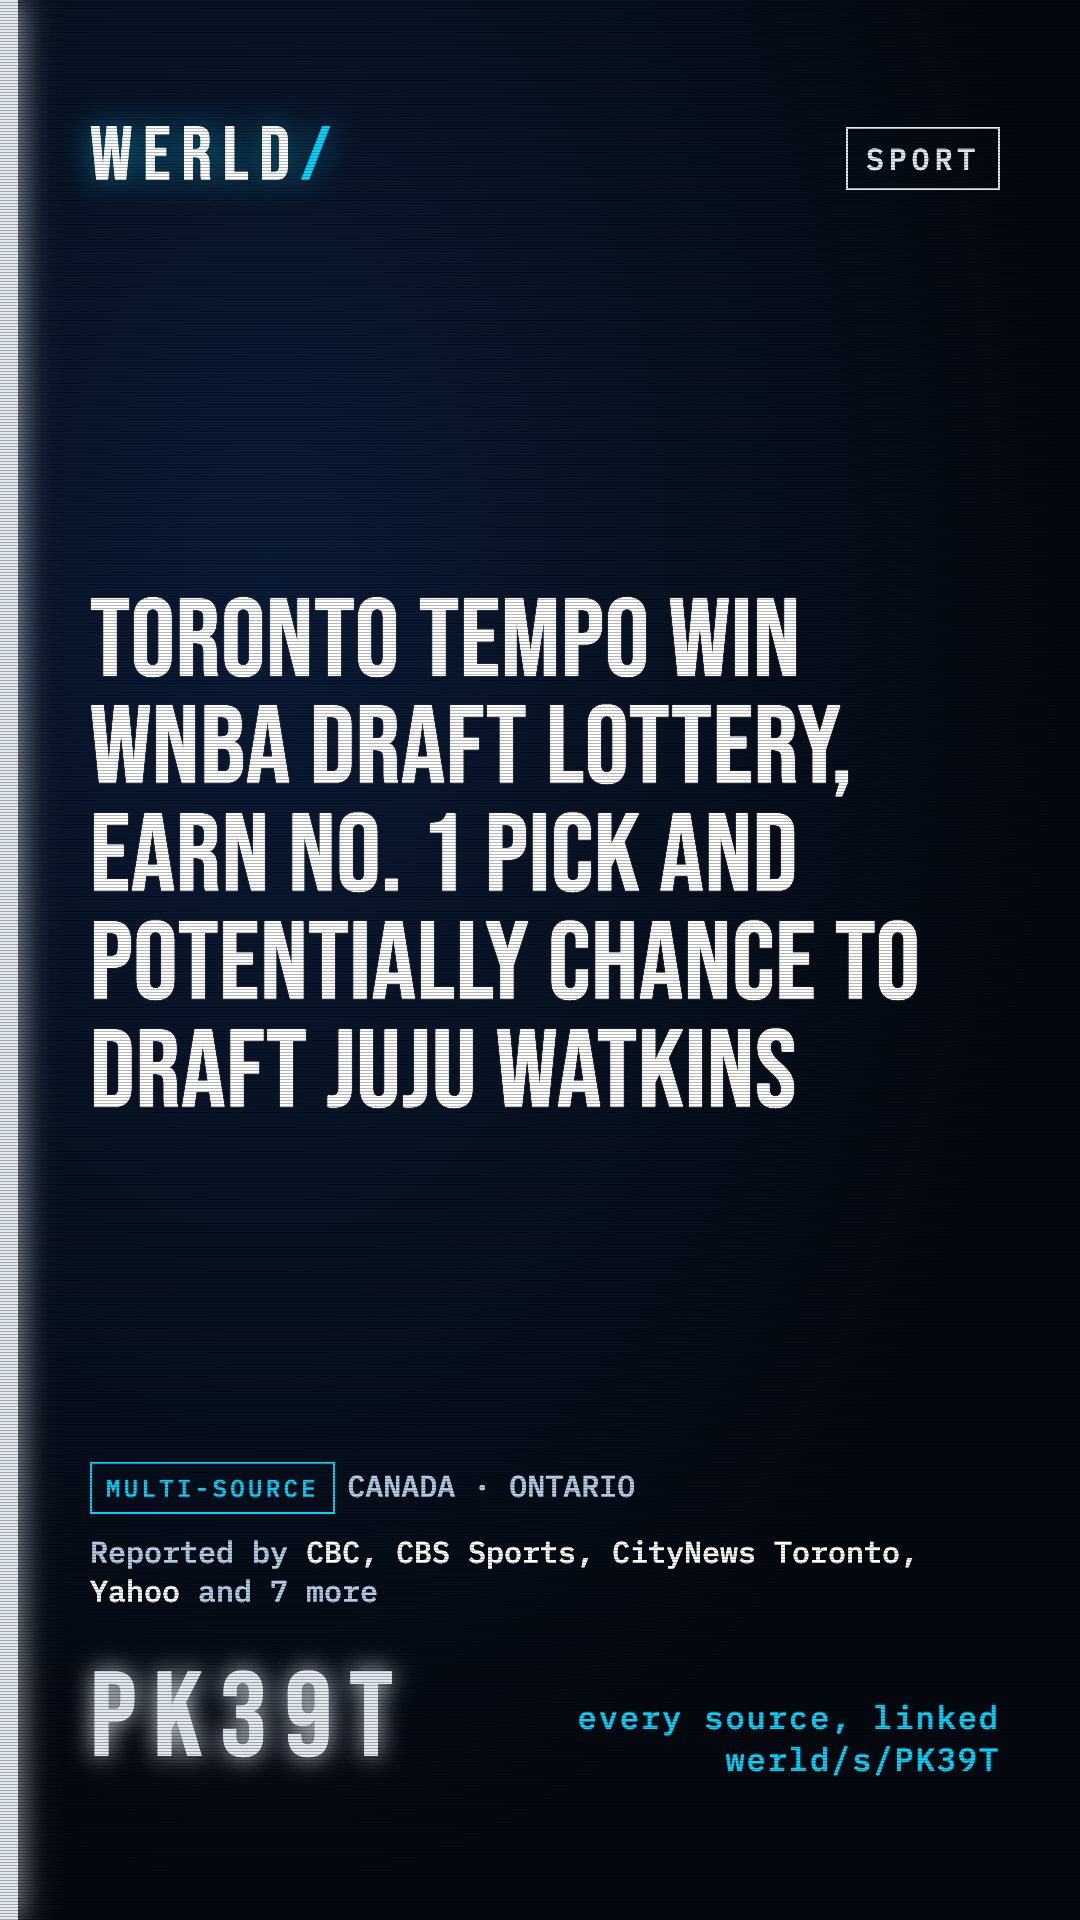 WERLD/
SPORT
TORONTO TEMPO WIN
WNBA DRAFT LOTTERY,
EARN NO. 1 PICK AND
POTENTIALLY CHANCE TO
DRAFT JUJU WATKINS
MULTI-SOURCE CANADA · ONTARIO
Reported by CBC, CBS Sports, CityNews Toronto,
Yahoo and 7 more
PK39T
every source, linked
werld/s/PK39T